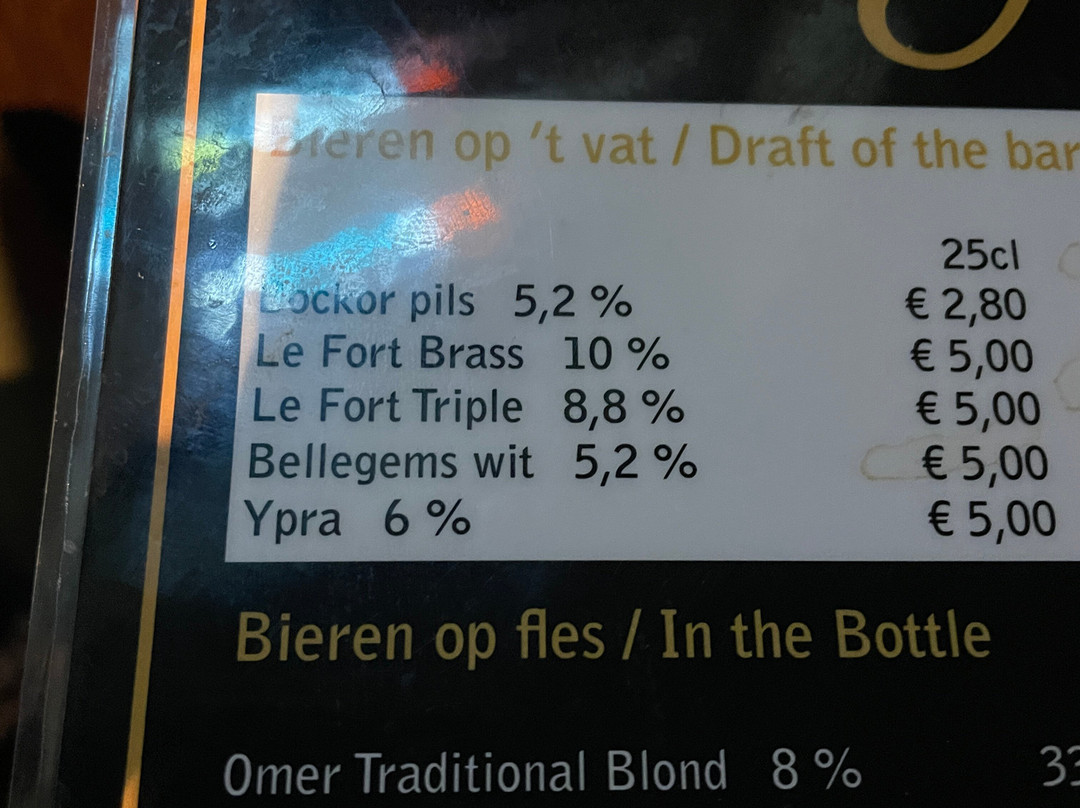 Bieren op 't vat / Draft of the bar
25cl
Bockor pils 5,2 % € 2,80
Le Fort Brass 10 % € 5,00
Le Fort Triple 8,8 % € 5,00
Bellegems wit 5,2 % € 5,00
Ypra 6 % € 5,00
Bieren op fles / In the Bottle
Omer Traditional Blond 8 % 33